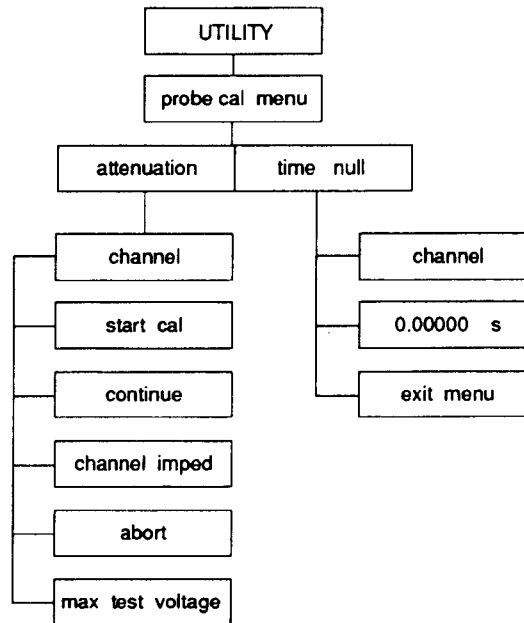 UTILITY
probe cal menu
attenuation
time null
channel
start cal
continue
channel imped
abort
max test voltage
channel
0.00000 s
exit menu